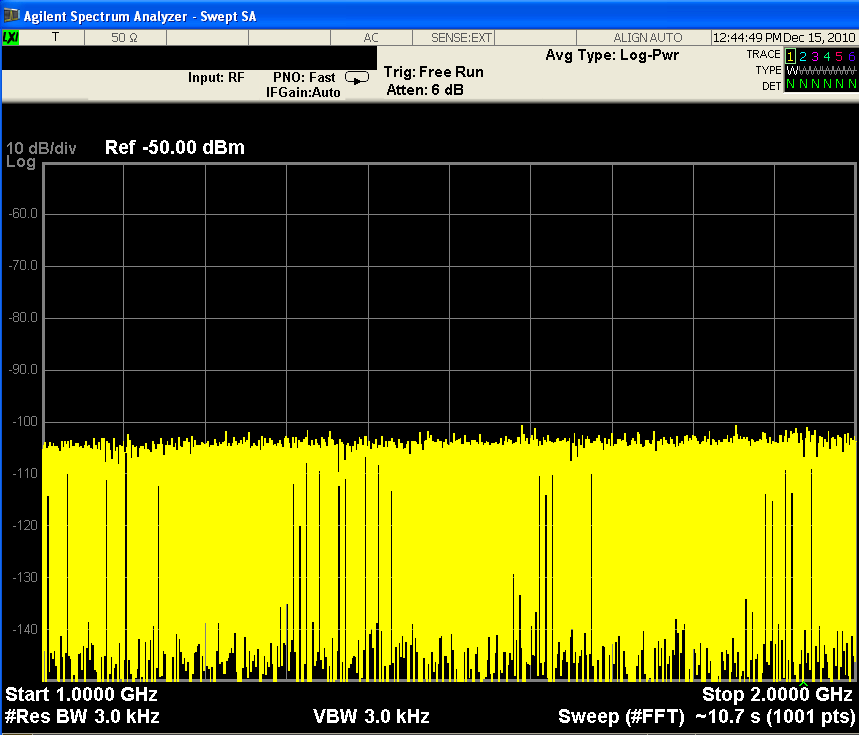 Agilent Spectrum Analyzer - Swept SA
LXI T 50 Ω AC SENSE:EXT ALIGN AUTO 12:44:49 PM Dec 15, 2010
Input: RF PNO: Fast Trig: Free Run Avg Type: Log-Pwr TRACE 1 2 3 4 5 6
IFGain:Auto Atten: 6 dB TYPE W W W W W W
DET N N N N N N
10 dB/div Ref -50.00 dBm
Log
-60.0
-70.0
-80.0
-90.0
-100
-110
-120
-130
-140
Start 1.0000 GHz Stop 2.0000 GHz
#Res BW 3.0 kHz VBW 3.0 kHz Sweep (#FFT) ~10.7 s (1001 pts)